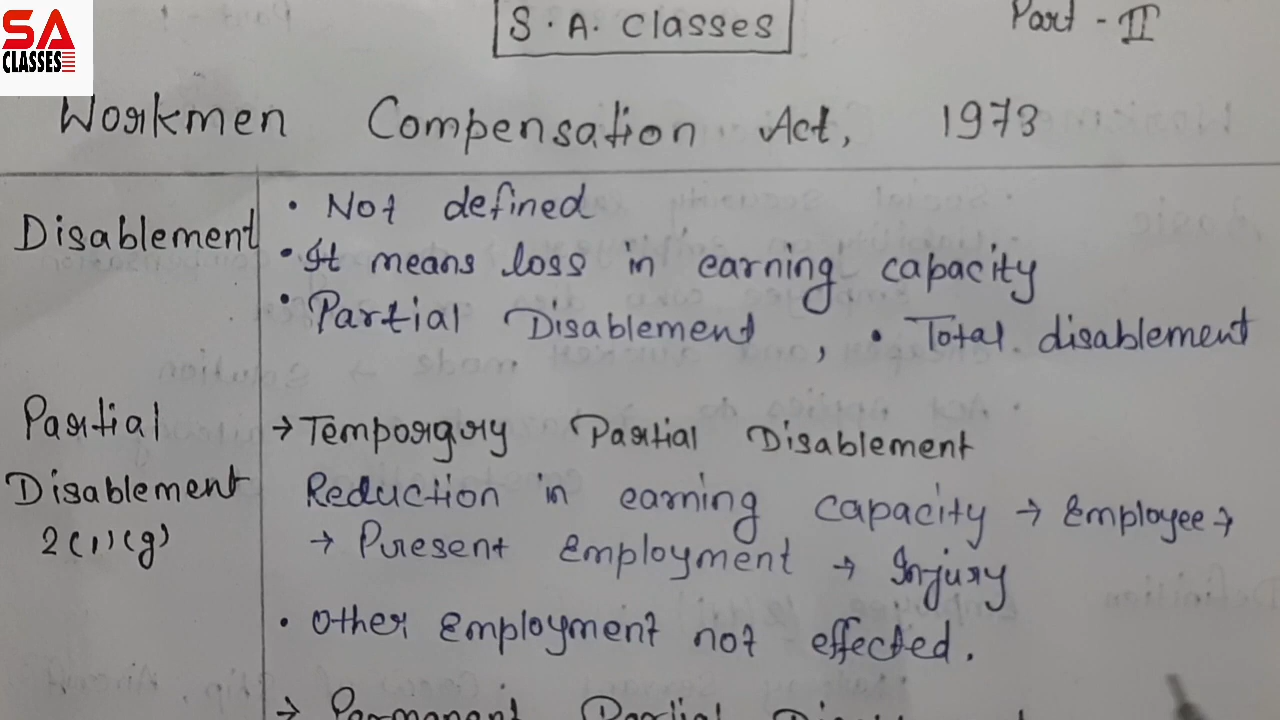 SA
CLASSES
S. A. Classes
Part - II
Workmen Compensation Act, 1973
Disablement
• Not defined
• It means loss in earning capacity
• Partial Disablement, • Total disablement
Partial
Disablement
2(1)(g)
→ Temporary Partial Disablement
Reduction in earning capacity → Employee →
→ Present Employment → Injury
• Other Employment not effected.
→ Permanent Partial